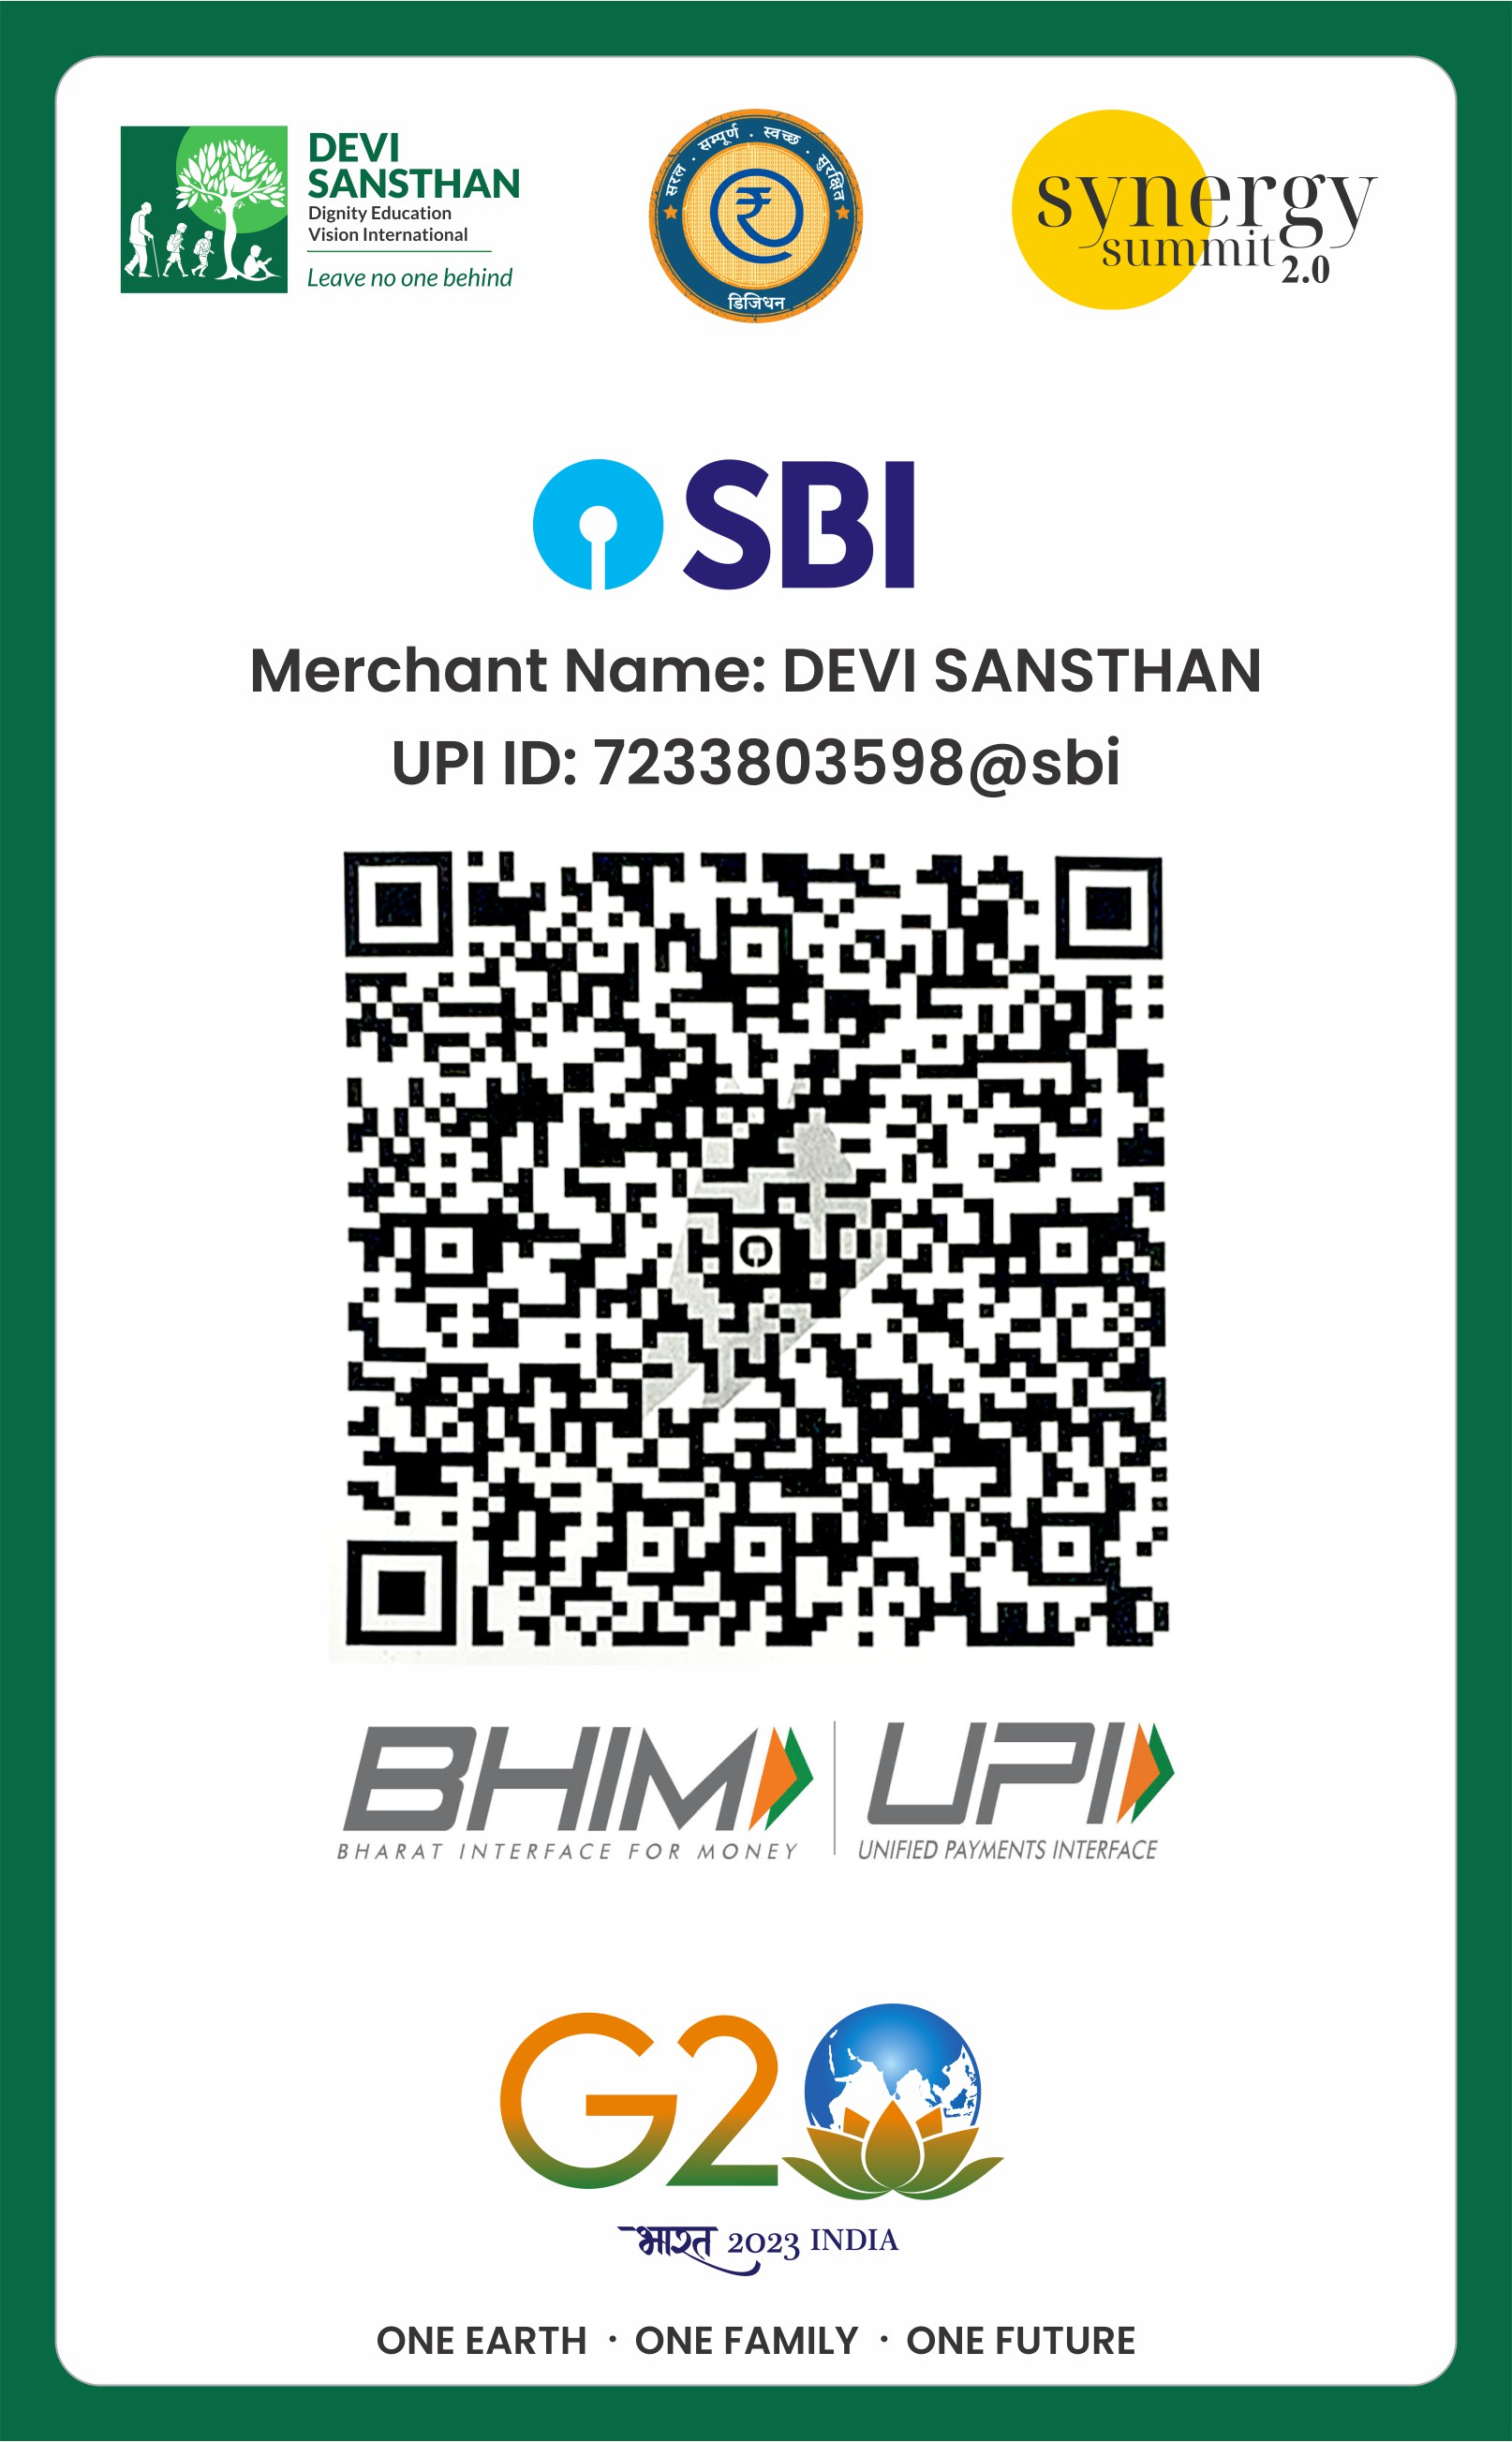 DEVI
SANSTHAN
Dignity Education
Vision International
Leave no one behind
सरल · सम्पूर्ण · स्वच्छ · सुरक्षित
डिजिधन
synergy
summit 2.0
SBI
Merchant Name: DEVI SANSTHAN
UPI ID: 7233803598@sbi
BHIM
BHARAT INTERFACE FOR MONEY
UPI
UNIFIED PAYMENTS INTERFACE
G20
भारत 2023 INDIA
ONE EARTH · ONE FAMILY · ONE FUTURE